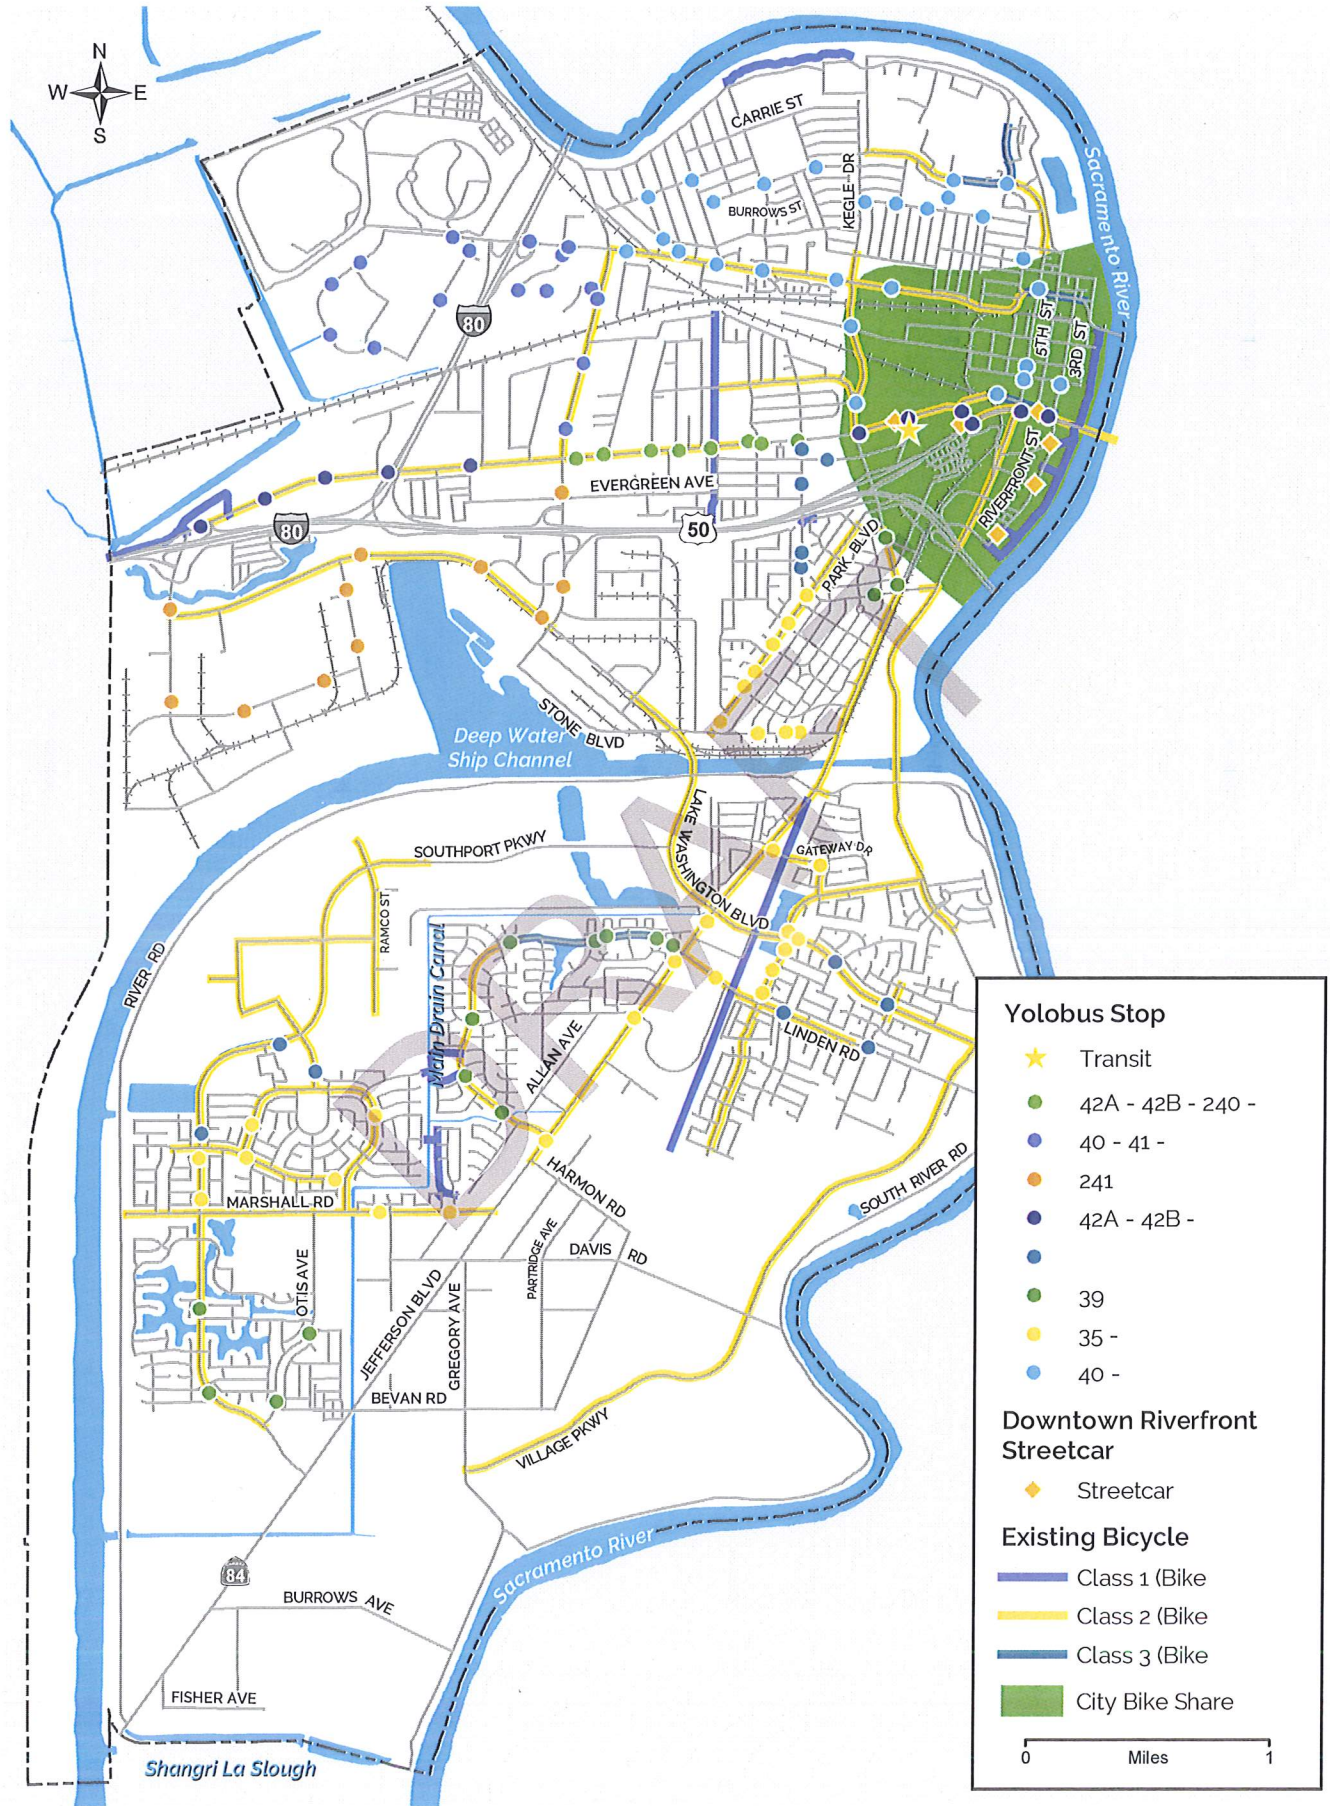 N
W E
S
CARRIE ST
KEGLE DR
BURROWS ST
Sacramento River
80
5TH ST
3RD ST
RIVERFRONT ST
EVERGREEN AVE
80
50
PARK BLVD
STONE BLVD
Deep Water
Ship Channel
LAKE WASHINGTON BLVD
SOUTHPORT PKWY
GATEWAY DR
RAMCO ST
RIVER RD
Main Drain Canal
ALLAN AVE
LINDEN RD
DRAFT
HARMON RD
SOUTH RIVER RD
MARSHALL RD
PARTRIDGE AVE
DAVIS RD
OTIS AVE
JEFFERSON BLVD
GREGORY AVE
BEVAN RD
VILLAGE PKWY
Sacramento River
84
BURROWS AVE
FISHER AVE
Shangri La Slough
Yolobus Stop
Transit
42A - 42B - 240 -
40 - 41 -
241
42A - 42B -
39
35 -
40 -
Downtown Riverfront
Streetcar
Streetcar
Existing Bicycle
Class 1 (Bike
Class 2 (Bike
Class 3 (Bike
City Bike Share
0 Miles 1